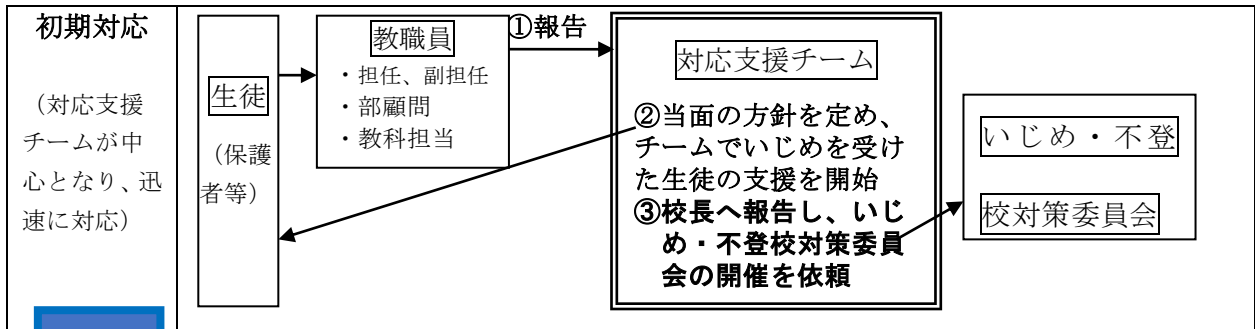 初期対応
（対応支援
チームが中
心となり、迅
速に対応）
生徒
（保護
者等）
教職員
・担任、副担任
・部顧問
・教科担当
①報告
対応支援チーム
②当面の方針を定め、
チームでいじめを受け
た生徒の支援を開始
③校長へ報告し、いじ
め・不登校対策委員
会の開催を依頼
いじめ・不登
校対策委員会